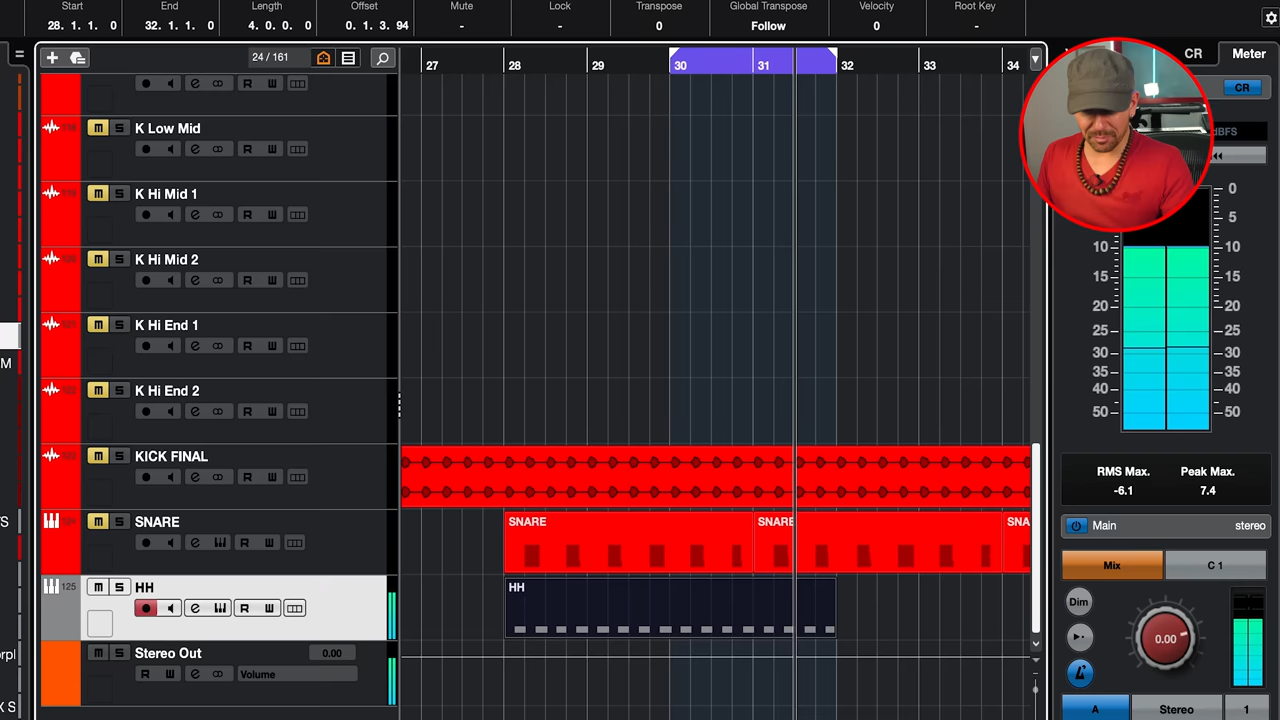 Start End Length Offset Mute Lock Transpose Global Transpose Velocity Root Key
28. 1. 1. 0 32. 1. 1. 0 4. 0. 0. 0 0. 1. 3. 94 - - 0 Follow 0 -
24 / 161
27 28 29 30 31 32 33 34
CR Meter
CR
dBFS
M S K Low Mid
R
M S K Hi Mid 1
R
M S K Hi Mid 2
R
M S K Hi End 1
R
M S K Hi End 2
R
M S KICK FINAL
R
M S SNARE
R
SNARE SNARE SNA
125 M S HH
R
HH
M S Stereo Out 0.00
R Volume
0
5
10 10
15 15
20 20
25 25
30 30
35 35
40 40
50 50
RMS Max. Peak Max.
-6.1 7.4
Main stereo
Mix C 1
Dim
0.00
A Stereo 1
M